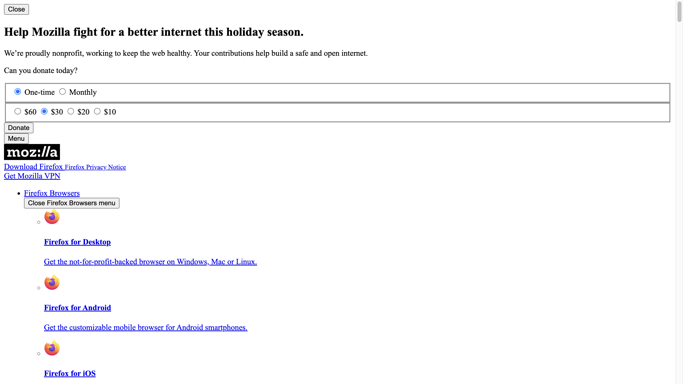 Close
Help Mozilla fight for a better internet this holiday season.
We're proudly nonprofit, working to keep the web healthy. Your contributions help build a safe and open internet.
Can you donate today?
One-time Monthly
$60 $30 $20 $10
Donate
Menu
moz://a
Download Firefox Firefox Privacy Notice
Get Mozilla VPN
Firefox Browsers
Close Firefox Browsers menu
Firefox for Desktop
Get the not-for-profit-backed browser on Windows, Mac or Linux.
Firefox for Android
Get the customizable mobile browser for Android smartphones.
Firefox for iOS